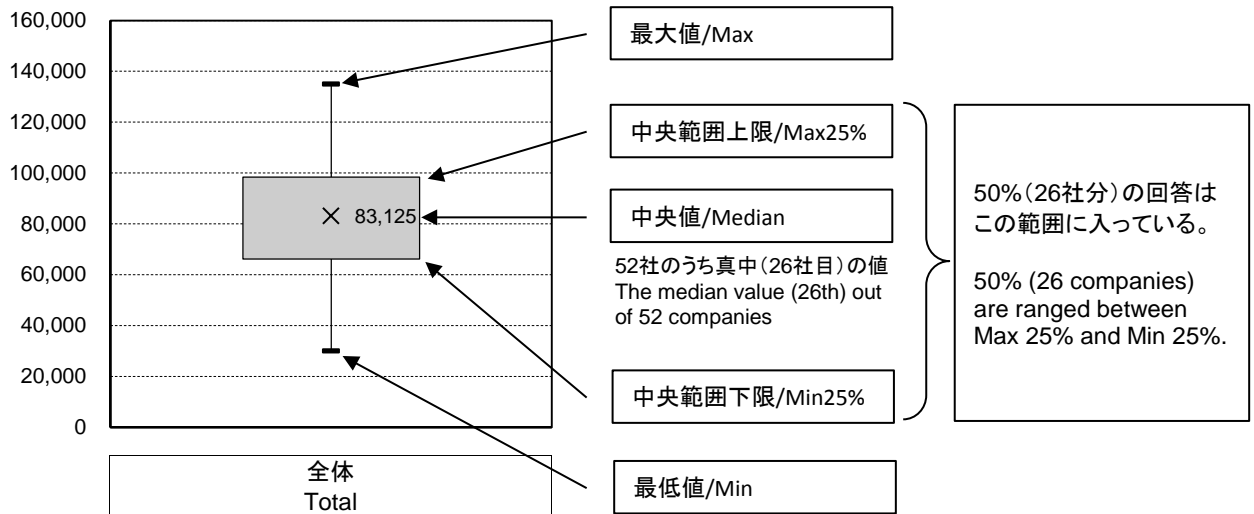 160,000
140,000
120,000
100,000
80,000
60,000
40,000
20,000
0
83,125
全体
Total
最大値/Max
中央範囲上限/Max25%
中央値/Median
52社のうち真中（26社目）の値
The median value (26th) out
of 52 companies
中央範囲下限/Min25%
最低値/Min
50%（26社分）の回答は
この範囲に入っている。
50% (26 companies)
are ranged between
Max 25% and Min 25%.